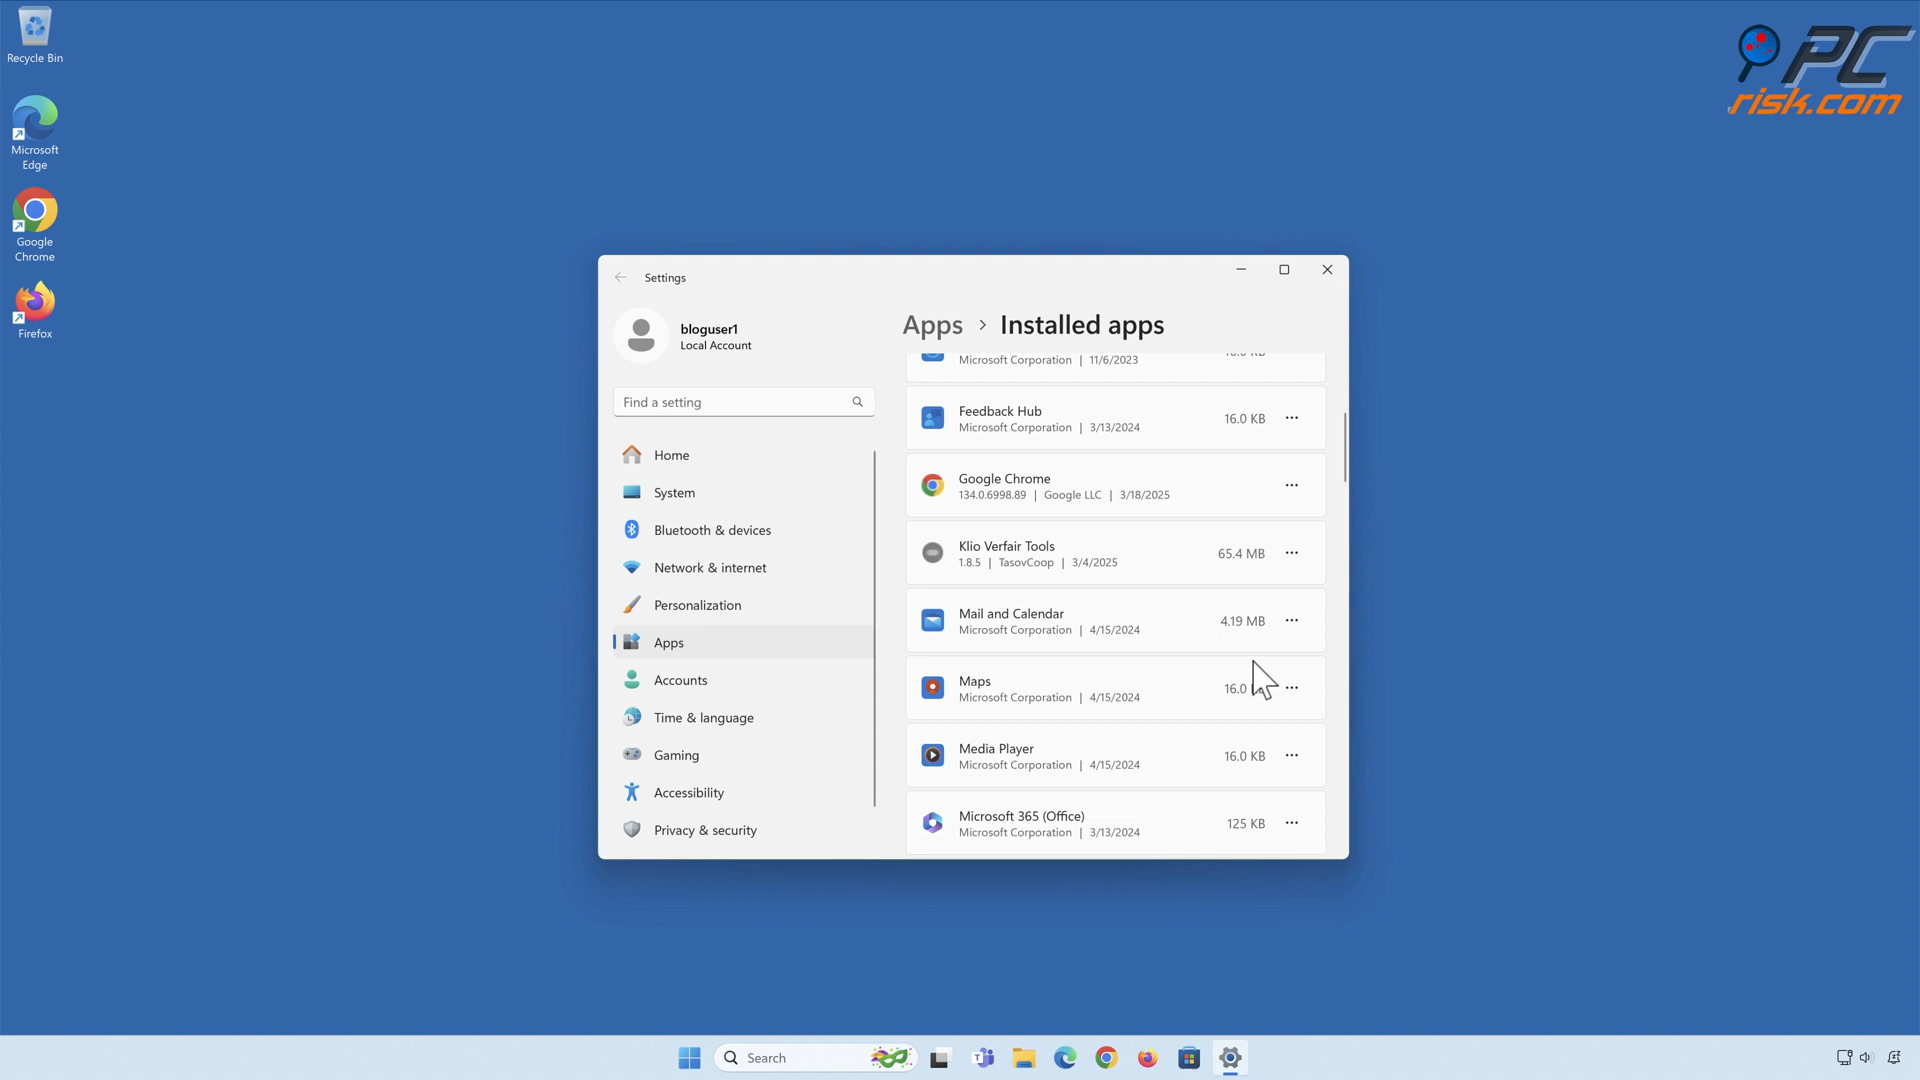 Recycle Bin
Microsoft
Edge
Google
Chrome
Firefox
PC
risk.com
Settings
bloguser1
Local Account
Find a setting
Home
System
Bluetooth & devices
Network & internet
Personalization
Apps
Accounts
Time & language
Gaming
Accessibility
Privacy & security
Apps > Installed apps
Microsoft Corporation | 11/6/2023
Feedback Hub
Microsoft Corporation | 3/13/2024
16.0 KB
Google Chrome
134.0.6998.89 | Google LLC | 3/18/2025
Klio Verfair Tools
1.8.5 | TasovCoop | 3/4/2025
65.4 MB
Mail and Calendar
Microsoft Corporation | 4/15/2024
4.19 MB
Maps
Microsoft Corporation | 4/15/2024
16.0
Media Player
Microsoft Corporation | 4/15/2024
16.0 KB
Microsoft 365 (Office)
Microsoft Corporation | 3/13/2024
125 KB
Search